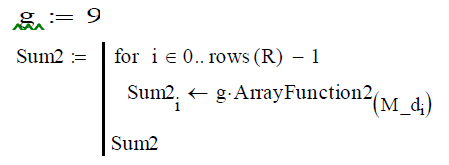 g := 9
Sum2 := for i ∈ 0.. rows (R) − 1
Sum2ᵢ ← g·ArrayFunction2(M_dᵢ)
Sum2